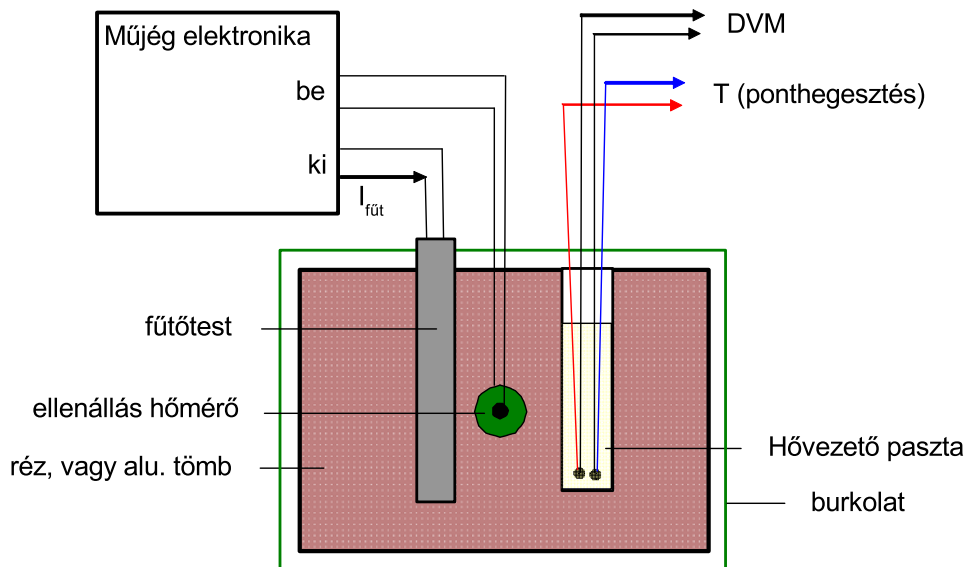 Műjég elektronika
be
ki
I fűt
DVM
T (ponthegesztés)
fűtőtest
ellenállás hőmérő
réz, vagy alu. tömb
Hővezető paszta
burkolat